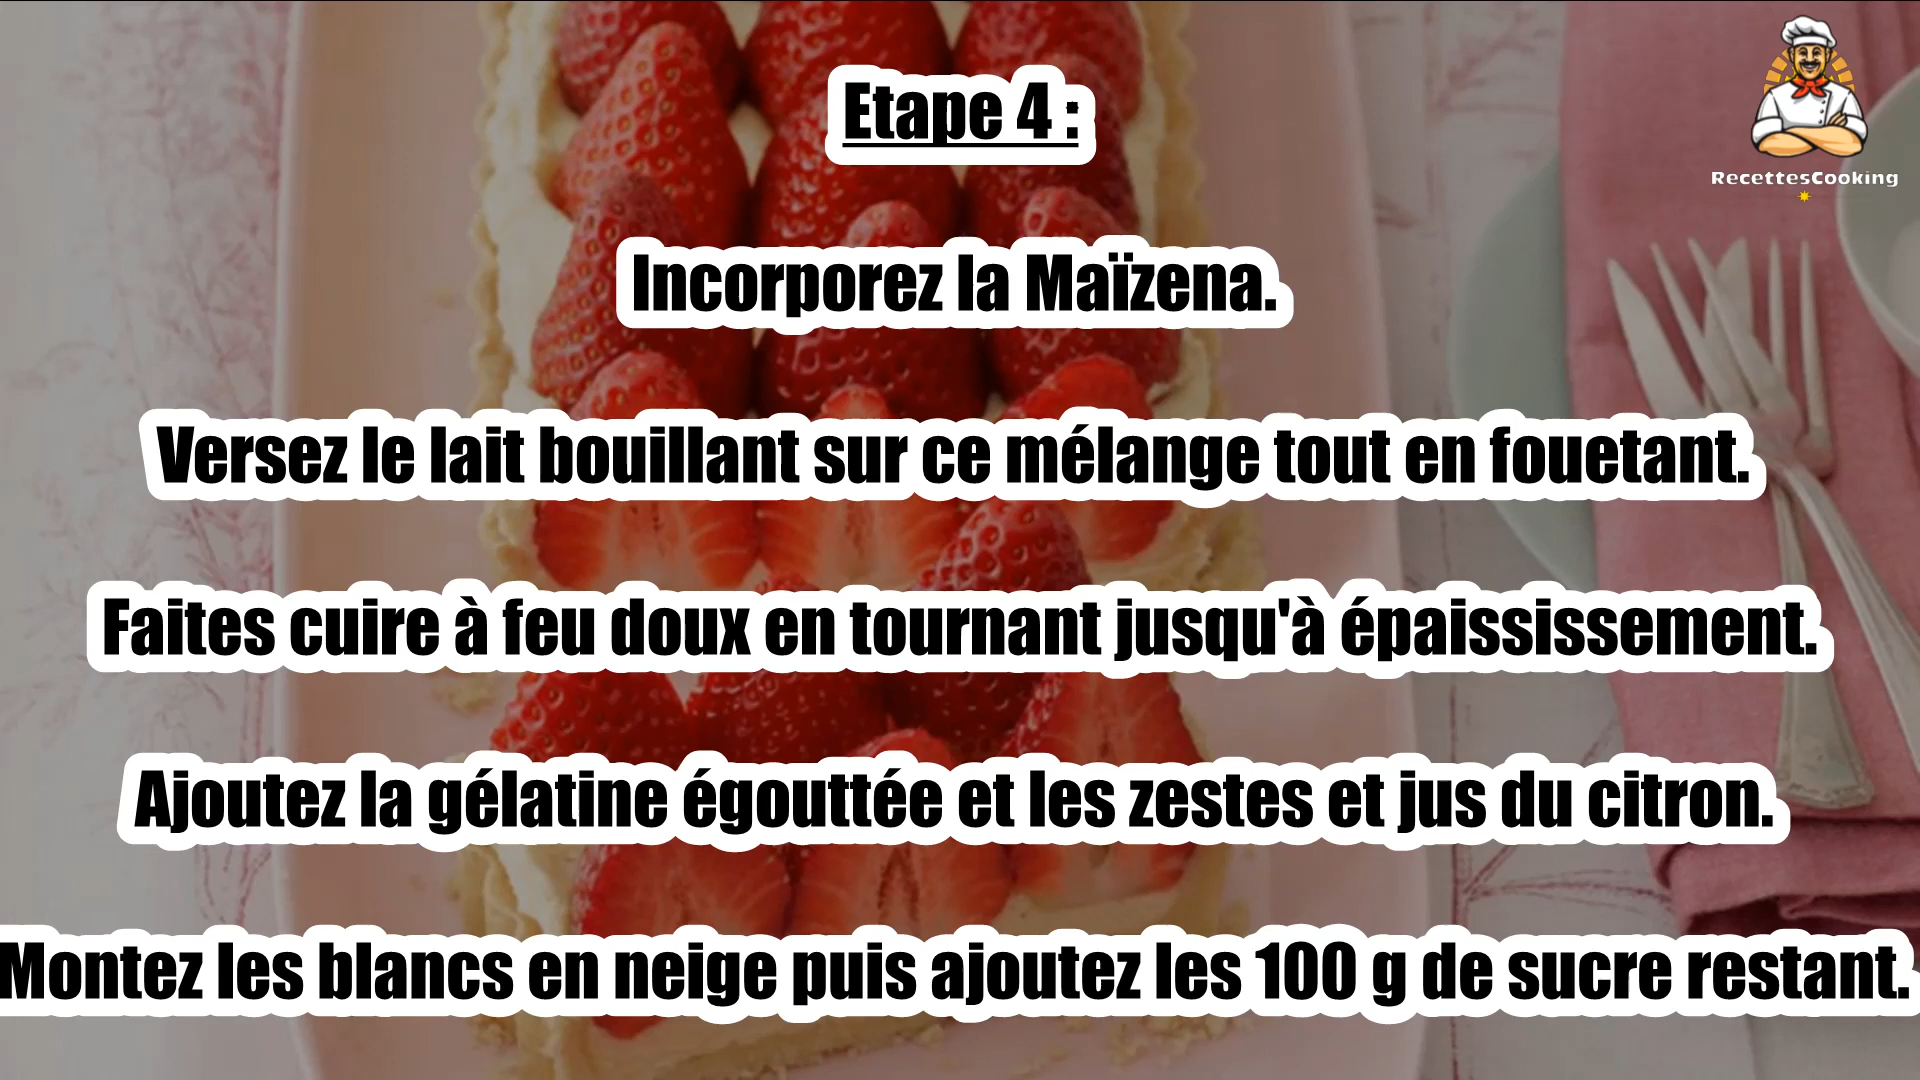 Etape 4 :
RecettesCooking
Incorporez la Maïzena.
Versez le lait bouillant sur ce mélange tout en fouetant.
Faites cuire à feu doux en tournant jusqu'à épaississement.
Ajoutez la gélatine égouttée et les zestes et jus du citron.
Montez les blancs en neige puis ajoutez les 100 g de sucre restant.